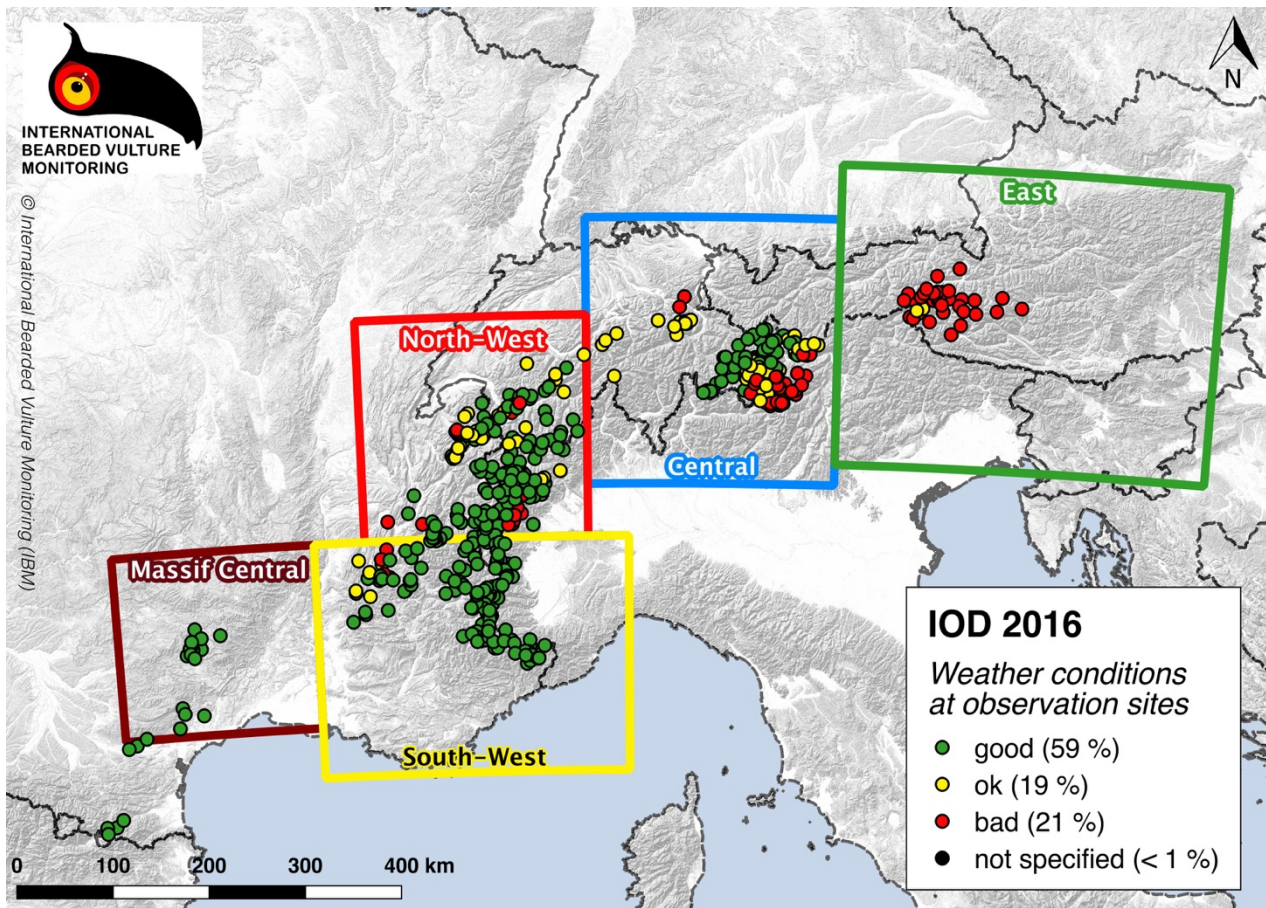 INTERNATIONAL
BEARDED VULTURE
MONITORING
© International Bearded Vulture Monitoring (IBM)
N
East
North-West
Central
Massif Central
South-West
IOD 2016
Weather conditions
at observation sites
good (59 %)
ok (19 %)
bad (21 %)
not specified (< 1 %)
0 100 200 300 400 km